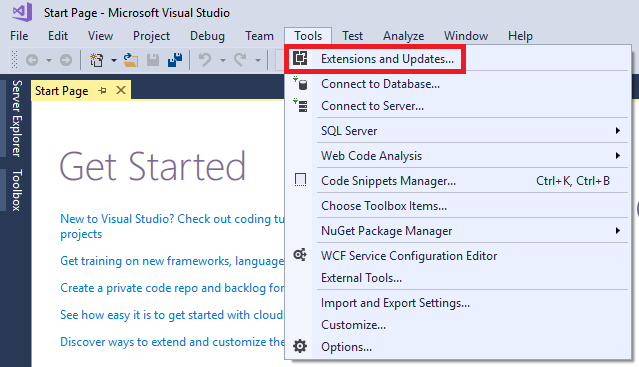 Start Page - Microsoft Visual Studio
File Edit View Project Debug Team Tools Test Analyze Window Help
Server Explorer
Toolbox
Start Page
Get Started
New to Visual Studio? Check out coding tu
projects
Get training on new frameworks, language
Create a private code repo and backlog for
See how easy it is to get started with cloud
Discover ways to extend and customize the
Extensions and Updates...
Connect to Database...
Connect to Server...
SQL Server
Web Code Analysis
Code Snippets Manager... Ctrl+K, Ctrl+B
Choose Toolbox Items...
NuGet Package Manager
WCF Service Configuration Editor
External Tools...
Import and Export Settings...
Customize...
Options...